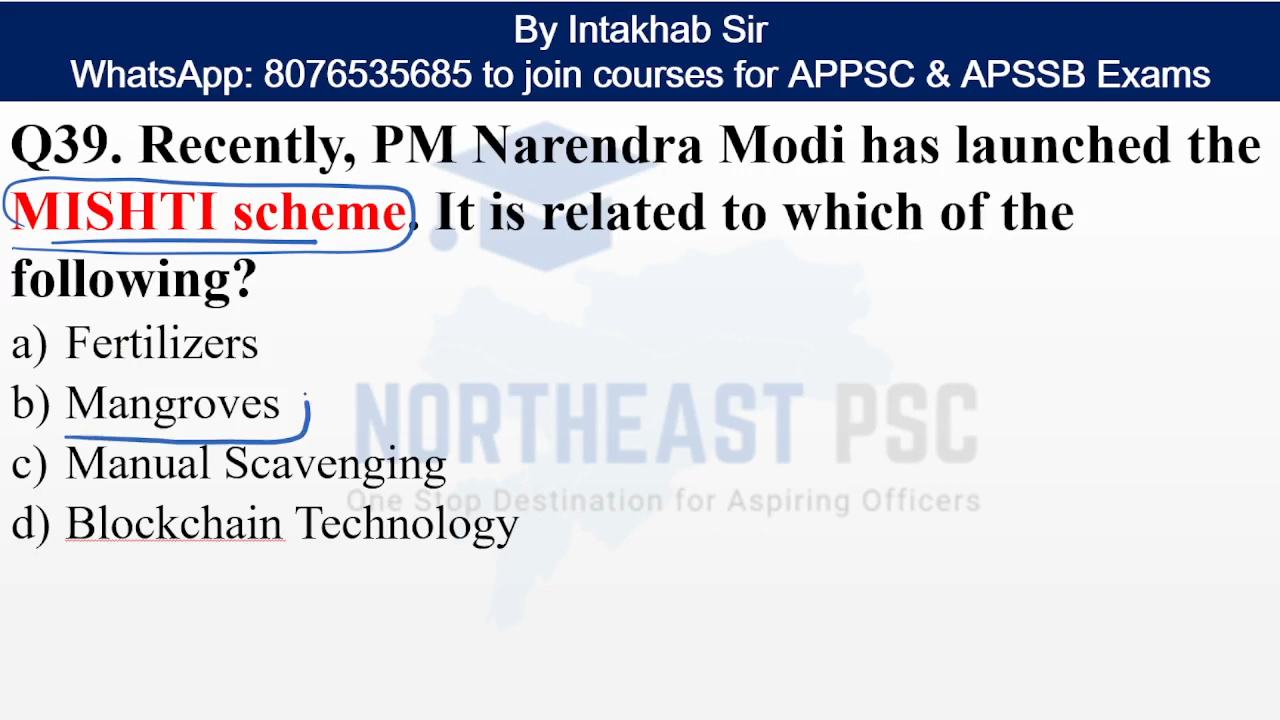 By Intakhab Sir
WhatsApp: 8076535685 to join courses for APPSC & APSSB Exams
Q39. Recently, PM Narendra Modi has launched the
MISHTI scheme. It is related to which of the
following?
a) Fertilizers
b) Mangroves
c) Manual Scavenging
d) Blockchain Technology
NORTHEAST PSC
One Stop Destination for Aspiring Officers